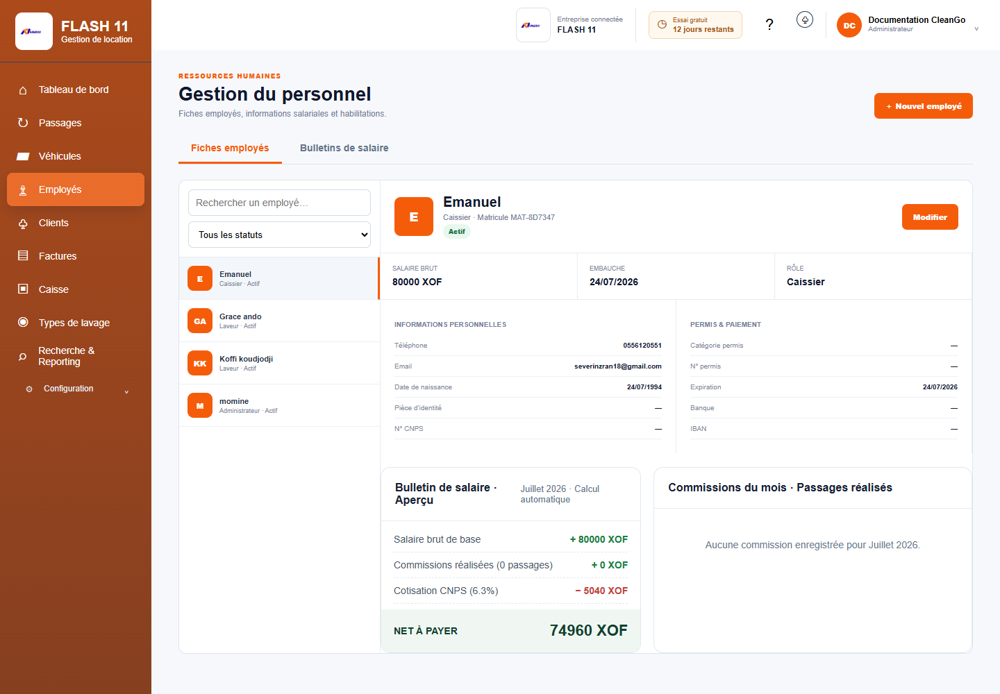 FLASH 11
Gestion de location
Tableau de bord
Passages
Véhicules
Employés
Clients
Factures
Caisse
Types de lavage
Recherche &
Reporting
Configuration
Entreprise connectée
FLASH 11
Essai gratuit
12 jours restants
?
DC
Documentation CleanGo
Administrateur
RESSOURCES HUMAINES
Gestion du personnel
Fiches employés, informations salariales et habilitations.
+ Nouvel employé
Fiches employés
Bulletins de salaire
Rechercher un employé…
Tous les statuts
E
Emanuel
Caissier · Actif
GA
Grace ando
Laveur · Actif
KK
Koffi koudjodji
Laveur · Actif
M
momine
Administrateur · Actif
E
Emanuel
Caissier · Matricule MAT-8D7347
Actif
Modifier
SALAIRE BRUT
80000 XOF
EMBAUCHE
24/07/2026
RÔLE
Caissier
INFORMATIONS PERSONNELLES
Téléphone 0556120551
Email severinzran18@gmail.com
Date de naissance 24/07/1994
Pièce d'identité —
N° CNPS —
PERMIS & PAIEMENT
Catégorie permis —
N° permis —
Expiration 24/07/2026
Banque —
IBAN —
Bulletin de salaire ·
Aperçu
Juillet 2026 · Calcul
automatique
Salaire brut de base + 80000 XOF
Commissions réalisées (0 passages) + 0 XOF
Cotisation CNPS (6.3%) − 5040 XOF
NET À PAYER 74960 XOF
Commissions du mois · Passages réalisés
Aucune commission enregistrée pour Juillet 2026.